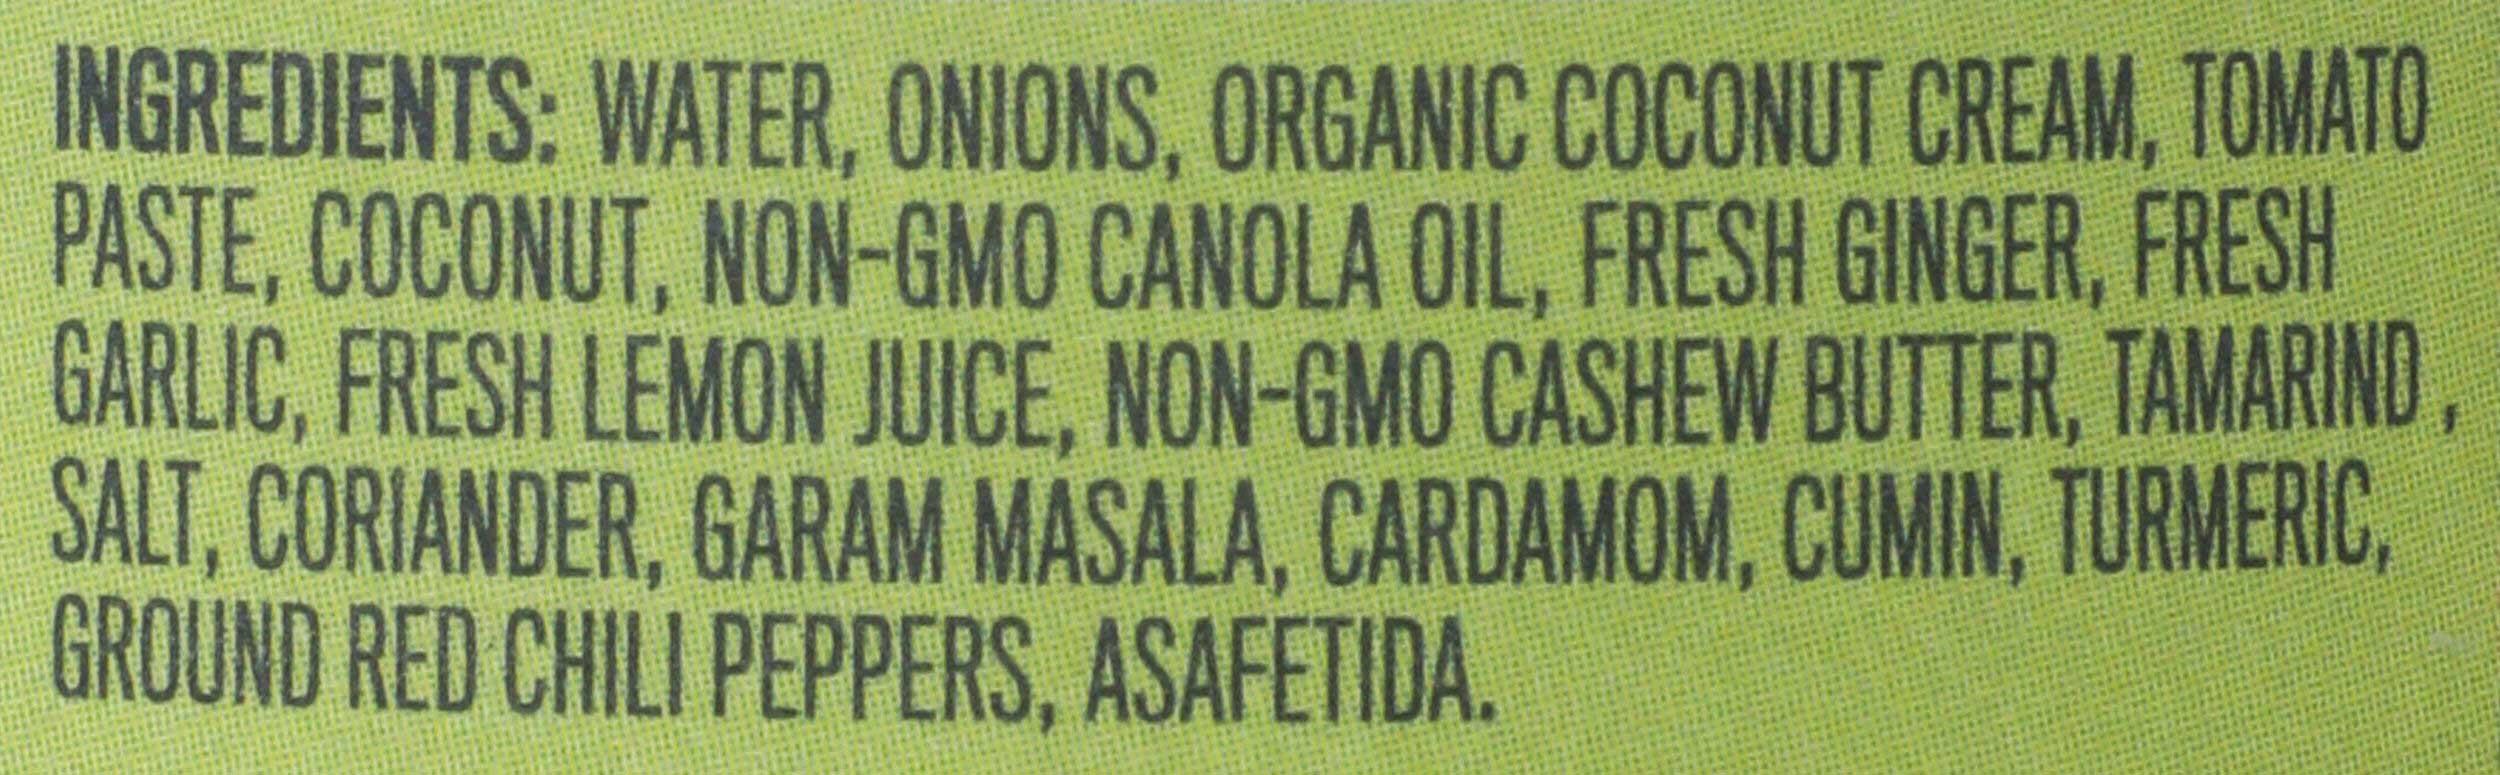 INGREDIENTS: WATER, ONIONS, ORGANIC COCONUT CREAM, TOMATO
PASTE, COCONUT, NON-GMO CANOLA OIL, FRESH GINGER, FRESH
GARLIC, FRESH LEMON JUICE, NON-GMO CASHEW BUTTER, TAMARIND ,
SALT, CORIANDER, GARAM MASALA, CARDAMOM, CUMIN, TURMERIC,
GROUND RED CHILI PEPPERS, ASAFETIDA.